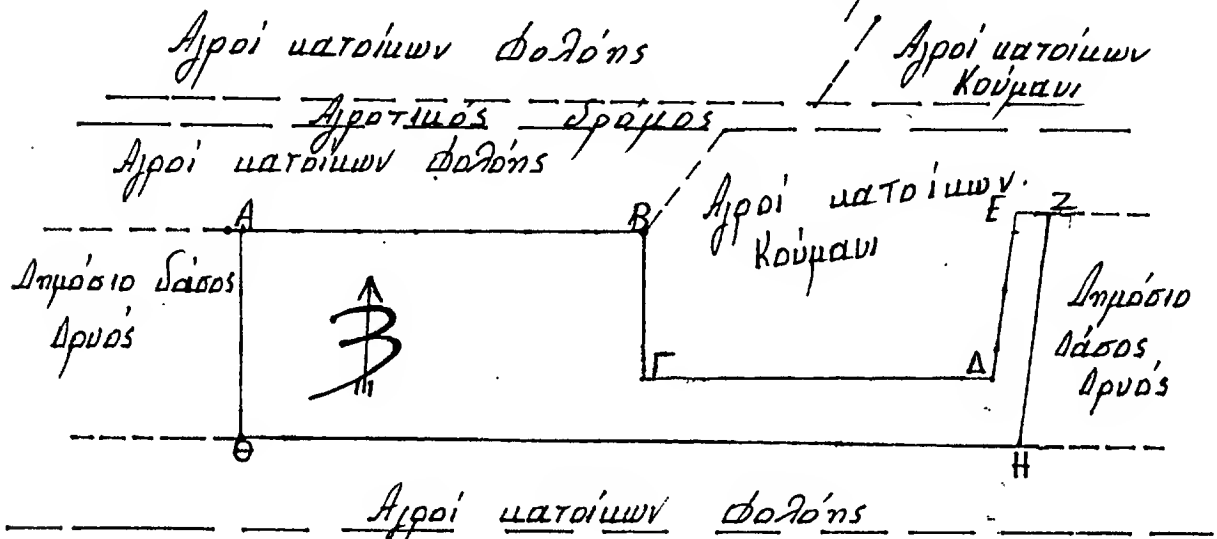 Αγροί κατοίκων Φολόης
Αγροί κατοίκων
Κούμανι
Αγροτικός δρόμος
Αγροί κατοίκων Φολόης
Αγροί κατοίκων.
Κούμανι
Α
Β
Ε
Ζ
Δημόσιο δάσος
Δρυός
3
Δημόσιο
Δάσος
Δρυός
Γ
Δ
Θ
Η
Αγροί κατοίκων Φολόης